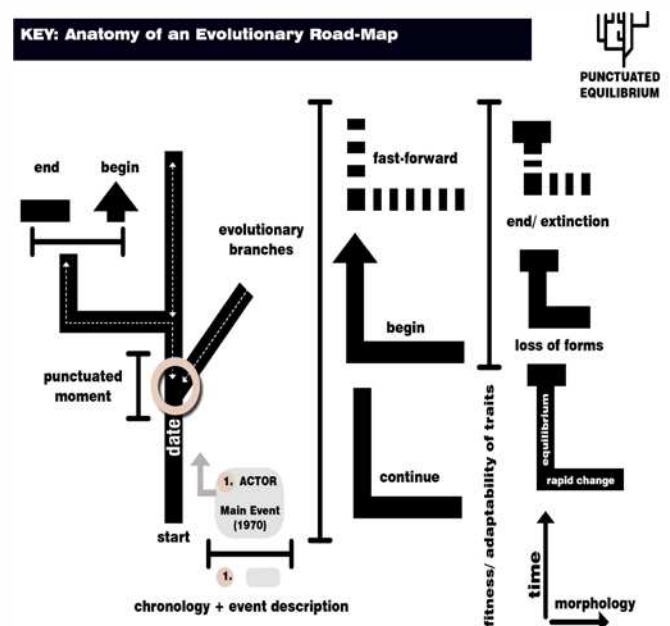 KEY: Anatomy of an Evolutionary Road-Map
PUNCTUATED
EQUILIBRIUM
end
begin
evolutionary
branches
punctuated
moment
date
1. ACTOR
Main Event
(1970)
start
1.
chronology + event description
fast-forward
begin
continue
fitness/ adaptability of traits
end/ extinction
loss of forms
equilibrium
rapid change
time
morphology